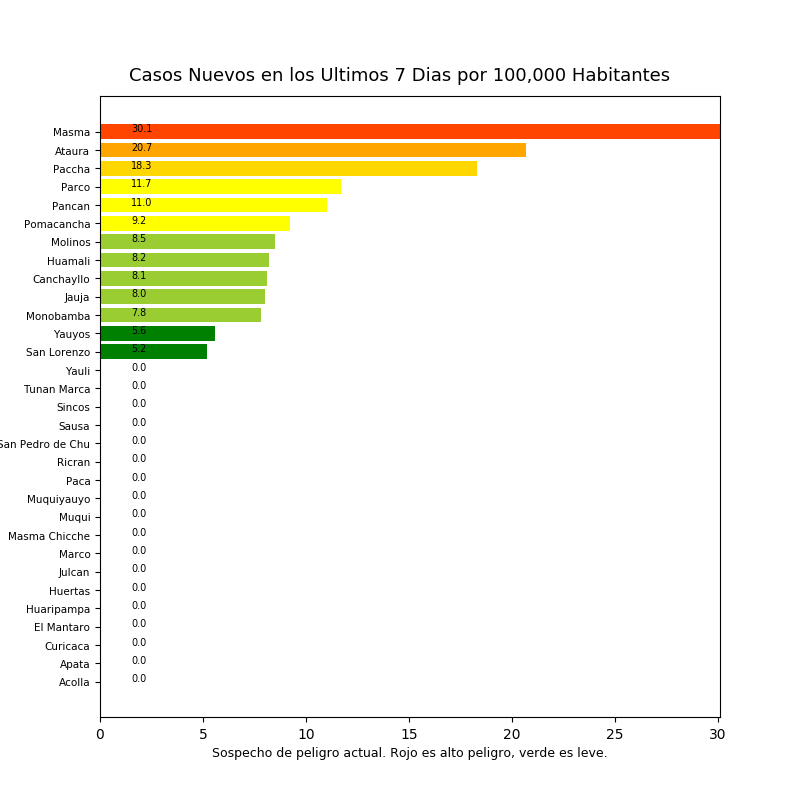 Casos Nuevos en los Ultimos 7 Dias por 100,000 Habitantes
Masma 30.1
Ataura 20.7
Paccha 18.3
Parco 11.7
Pancan 11.0
Pomacancha 9.2
Molinos 8.5
Huamali 8.2
Canchayllo 8.1
Jauja 8.0
Monobamba 7.8
Yauyos 5.6
San Lorenzo 5.2
Yauli 0.0
Tunan Marca 0.0
Sincos 0.0
Sausa 0.0
San Pedro de Chu 0.0
Ricran 0.0
Paca 0.0
Muquiyauyo 0.0
Muqui 0.0
Masma Chicche 0.0
Marco 0.0
Julcan 0.0
Huertas 0.0
Huaripampa 0.0
El Mantaro 0.0
Curicaca 0.0
Apata 0.0
Acolla 0.0
0 5 10 15 20 25 30
Sospecho de peligro actual. Rojo es alto peligro, verde es leve.